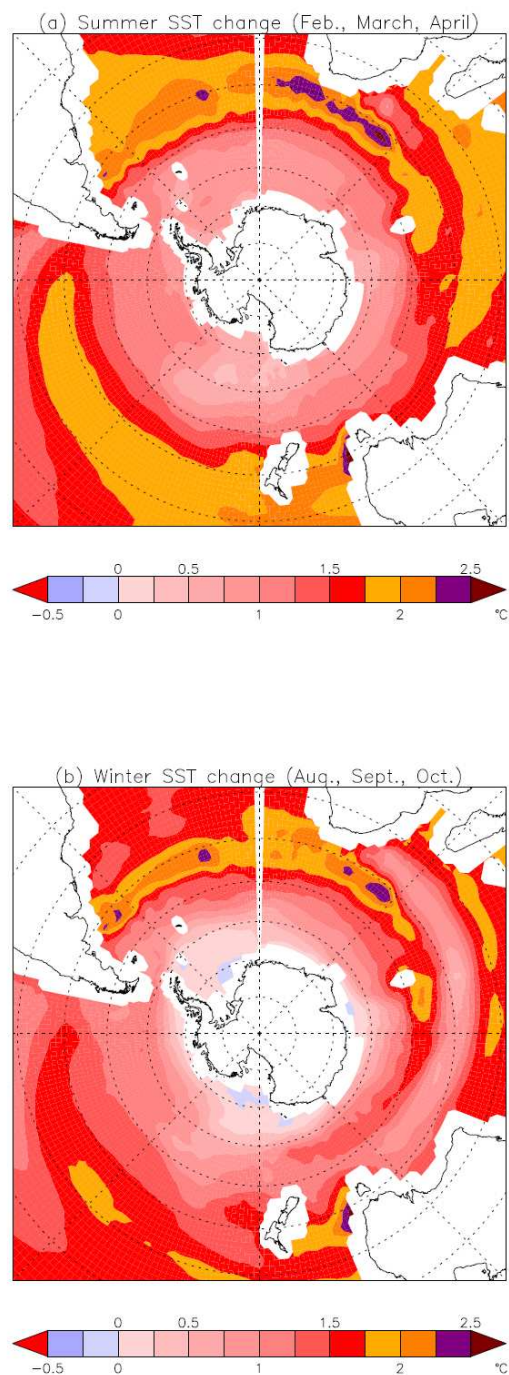 (a) Summer SST change (Feb., March, April)
0 0.5 1.5 2.5
−0.5 0 1 2 °C
(b) Winter SST change (Aug., Sept., Oct.)
0 0.5 1.5 2.5
−0.5 0 1 2 °C